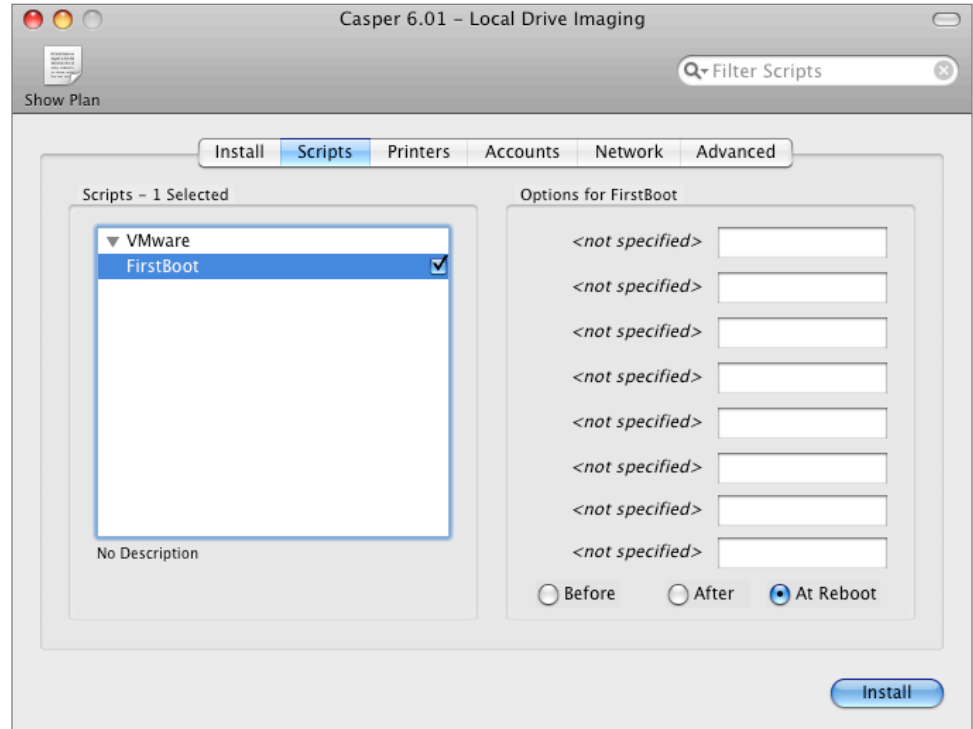 Casper 6.01 – Local Drive Imaging
Show Plan
Filter Scripts
Install Scripts Printers Accounts Network Advanced
Scripts – 1 Selected
VMware
FirstBoot
No Description
Options for FirstBoot
<not specified>
<not specified>
<not specified>
<not specified>
<not specified>
<not specified>
<not specified>
<not specified>
Before After At Reboot
Install